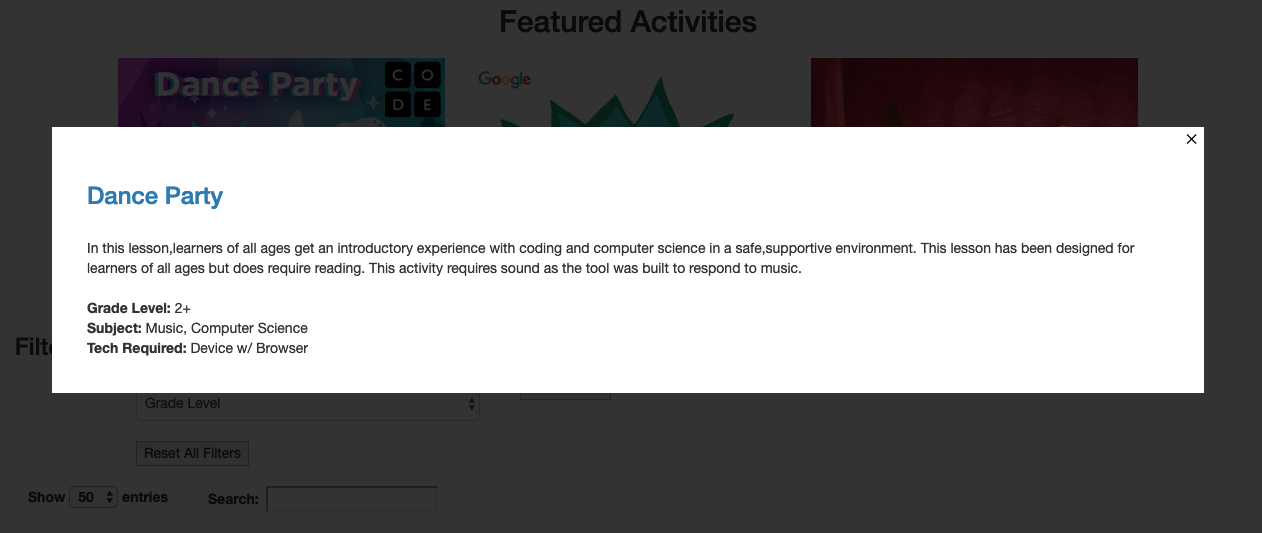 Featured Activities
Dance Party
C O
D E
Google
×
Dance Party
In this lesson,learners of all ages get an introductory experience with coding and computer science in a safe,supportive environment. This lesson has been designed for
learners of all ages but does require reading. This activity requires sound as the tool was built to respond to music.
Grade Level: 2+
Subject: Music, Computer Science
Tech Required: Device w/ Browser
Grade Level
Reset All Filters
Show 50 entries Search: